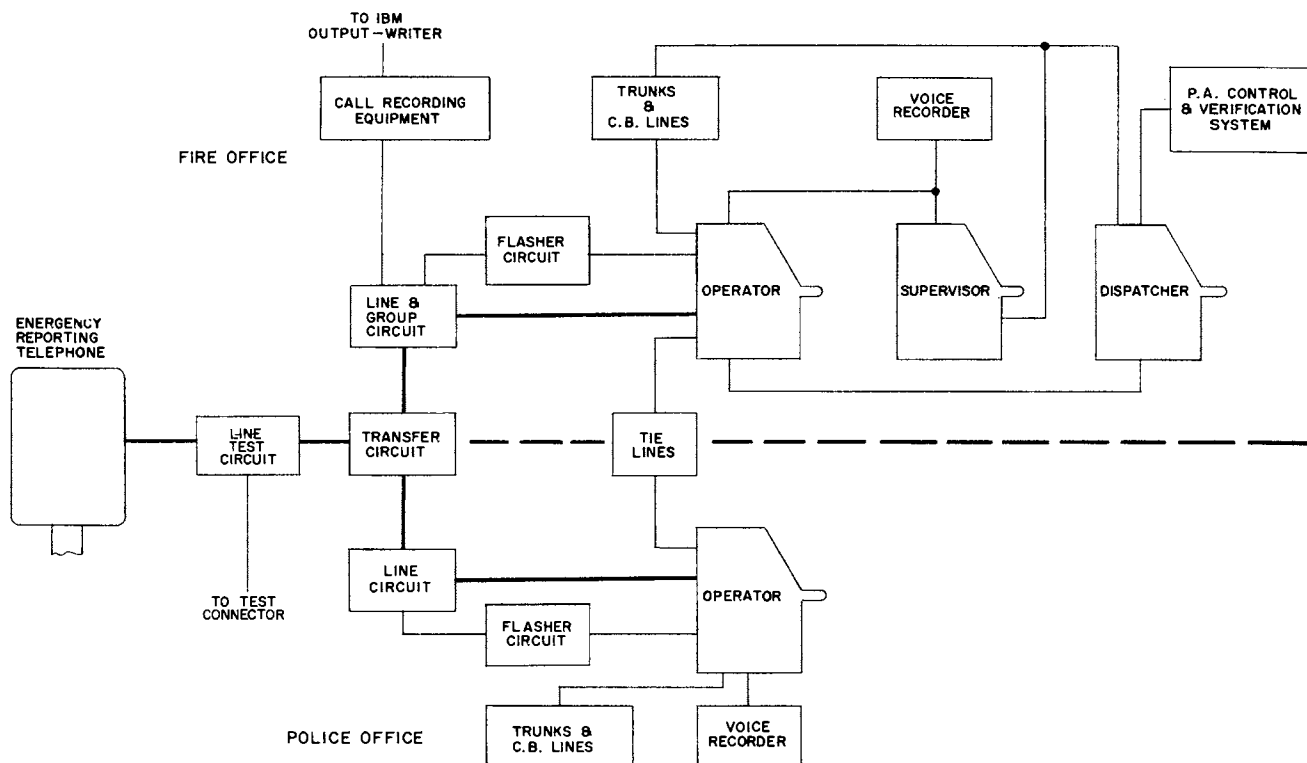 TO IBM
OUTPUT-WRITER
CALL RECORDING
EQUIPMENT
TRUNKS
&
C.B. LINES
VOICE
RECORDER
P.A. CONTROL
& VERIFICATION
SYSTEM
FIRE OFFICE
FLASHER
CIRCUIT
LINE &
GROUP
CIRCUIT
OPERATOR
SUPERVISOR
DISPATCHER
ENERGENCY
REPORTING
TELEPHONE
LINE
TEST
CIRCUIT
TRANSFER
CIRCUIT
TIE
LINES
LINE
CIRCUIT
OPERATOR
TO TEST
CONNECTOR
FLASHER
CIRCUIT
POLICE OFFICE
TRUNKS &
C.B. LINES
VOICE
RECORDER